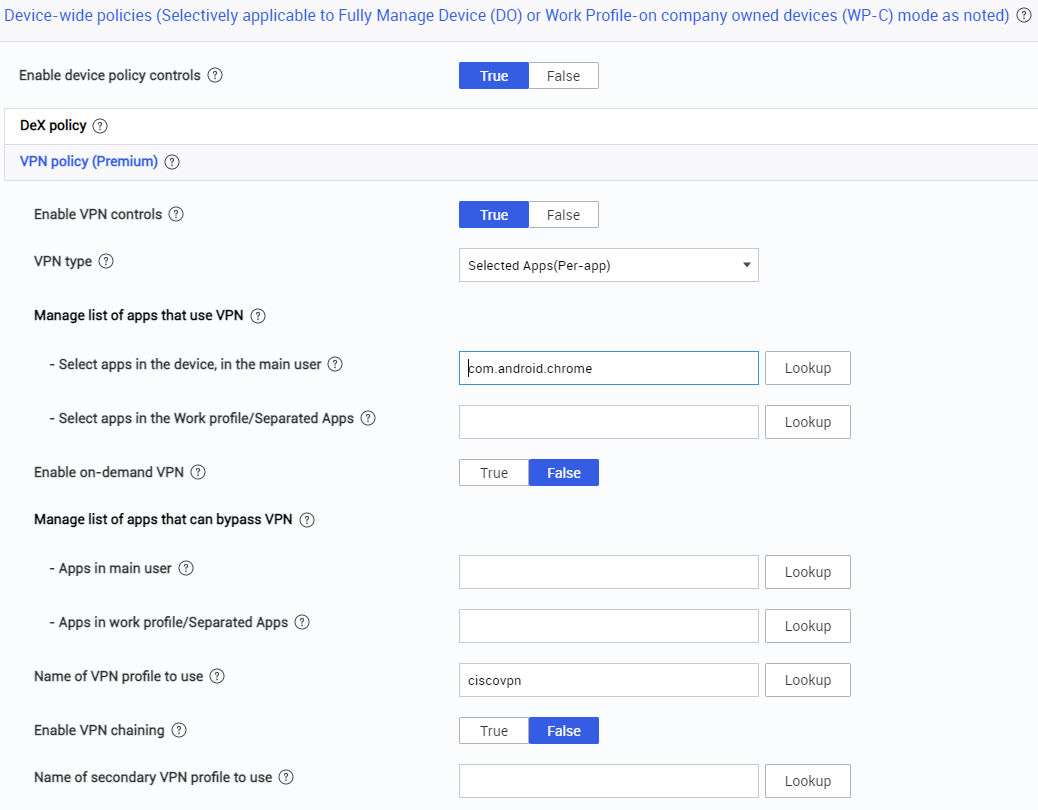 Device-wide policies (Selectively applicable to Fully Manage Device (DO) or Work Profile-on company owned devices (WP-C) mode as noted) ?
Enable device policy controls ? True False
DeX policy ?
VPN policy (Premium) ?
Enable VPN controls ? True False
VPN type ? Selected Apps(Per-app)
Manage list of apps that use VPN ?
- Select apps in the device, in the main user ? com.android.chrome Lookup
- Select apps in the Work profile/Separated Apps ? Lookup
Enable on-demand VPN ? True False
Manage list of apps that can bypass VPN ?
- Apps in main user ? Lookup
- Apps in work profile/Separated Apps ? Lookup
Name of VPN profile to use ? ciscovpn Lookup
Enable VPN chaining ? True False
Name of secondary VPN profile to use ? Lookup